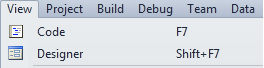 View Project Build Debug Team Data
Code F7
Designer Shift+F7